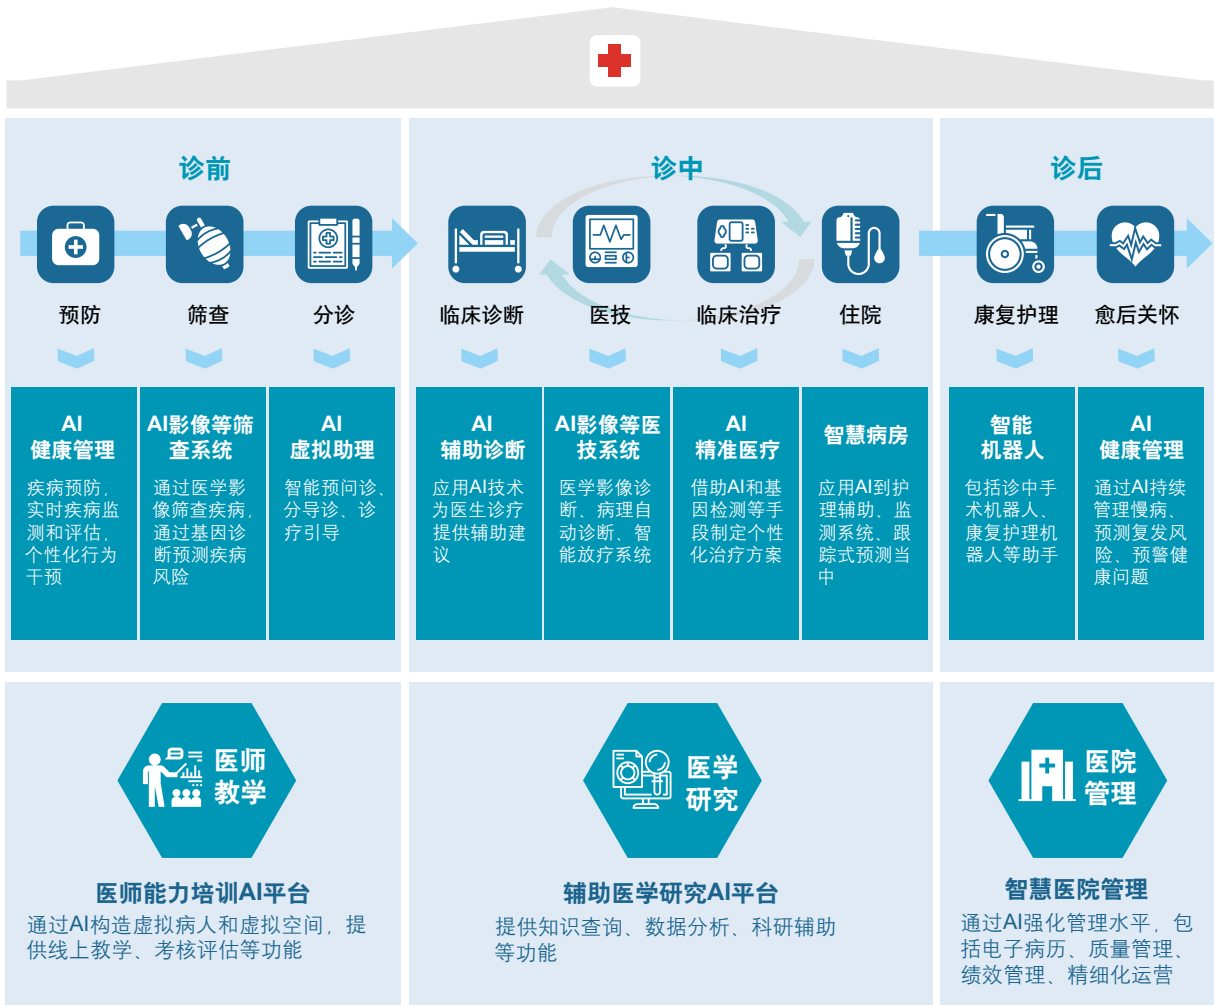 诊前
诊中
诊后
预防
筛查
分诊
临床诊断
医技
临床治疗
住院
康复护理
愈后关怀
AI
健康管理
疾病预防,
实时疾病监
测和评估,
个性化行为
干预
AI影像等筛
查系统
通过医学影
像筛查疾病,
通过基因诊
断预测疾病
风险
AI
虚拟助理
智能预问诊、
分导诊、诊
疗引导
AI
辅助诊断
应用AI技术
为医生诊疗
提供辅助建
议
AI影像等医
技系统
医学影像诊
断、病理自
动诊断、智
能放疗系统
AI
精准医疗
借助AI和基
因检测等手
段制定个性
化治疗方案
智慧病房
应用AI到护
理辅助、监
测系统、跟
踪式预测当
中
智能
机器人
包括诊中手
术机器人、
康复护理机
器人等助手
AI
健康管理
通过AI持续
管理慢病、
预测复发风
险、预警健
康问题
医师
教学
医师能力培训AI平台
通过AI构造虚拟病人和虚拟空间,提
供线上教学、考核评估等功能
医学
研究
辅助医学研究AI平台
提供知识查询、数据分析、科研辅助
等功能
医院
管理
智慧医院管理
通过AI强化管理水平,包
括电子病历、质量管理、
绩效管理、精细化运营